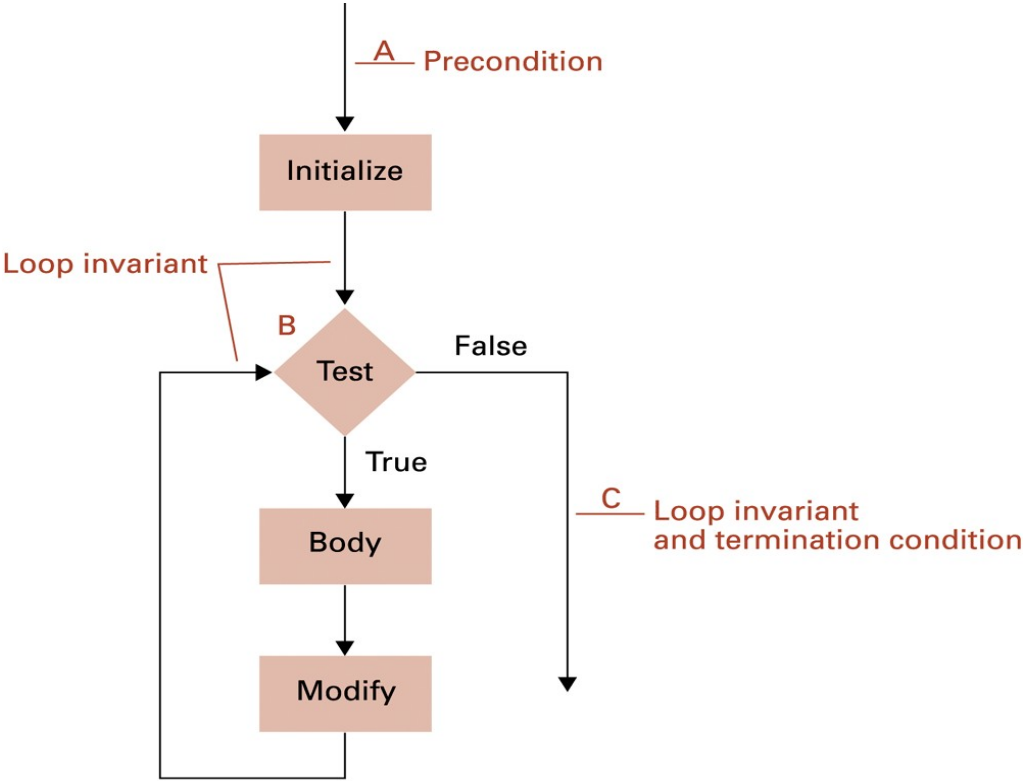 A Precondition
Initialize
Loop invariant
B
False
Test
True
C Loop invariant
and termination condition
Body
Modify